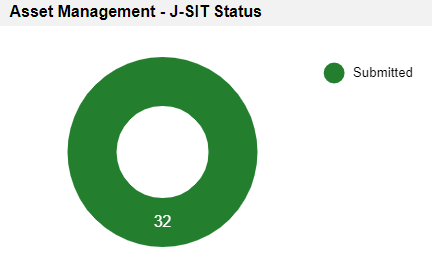 Asset Management - J-SIT Status
Submitted
32